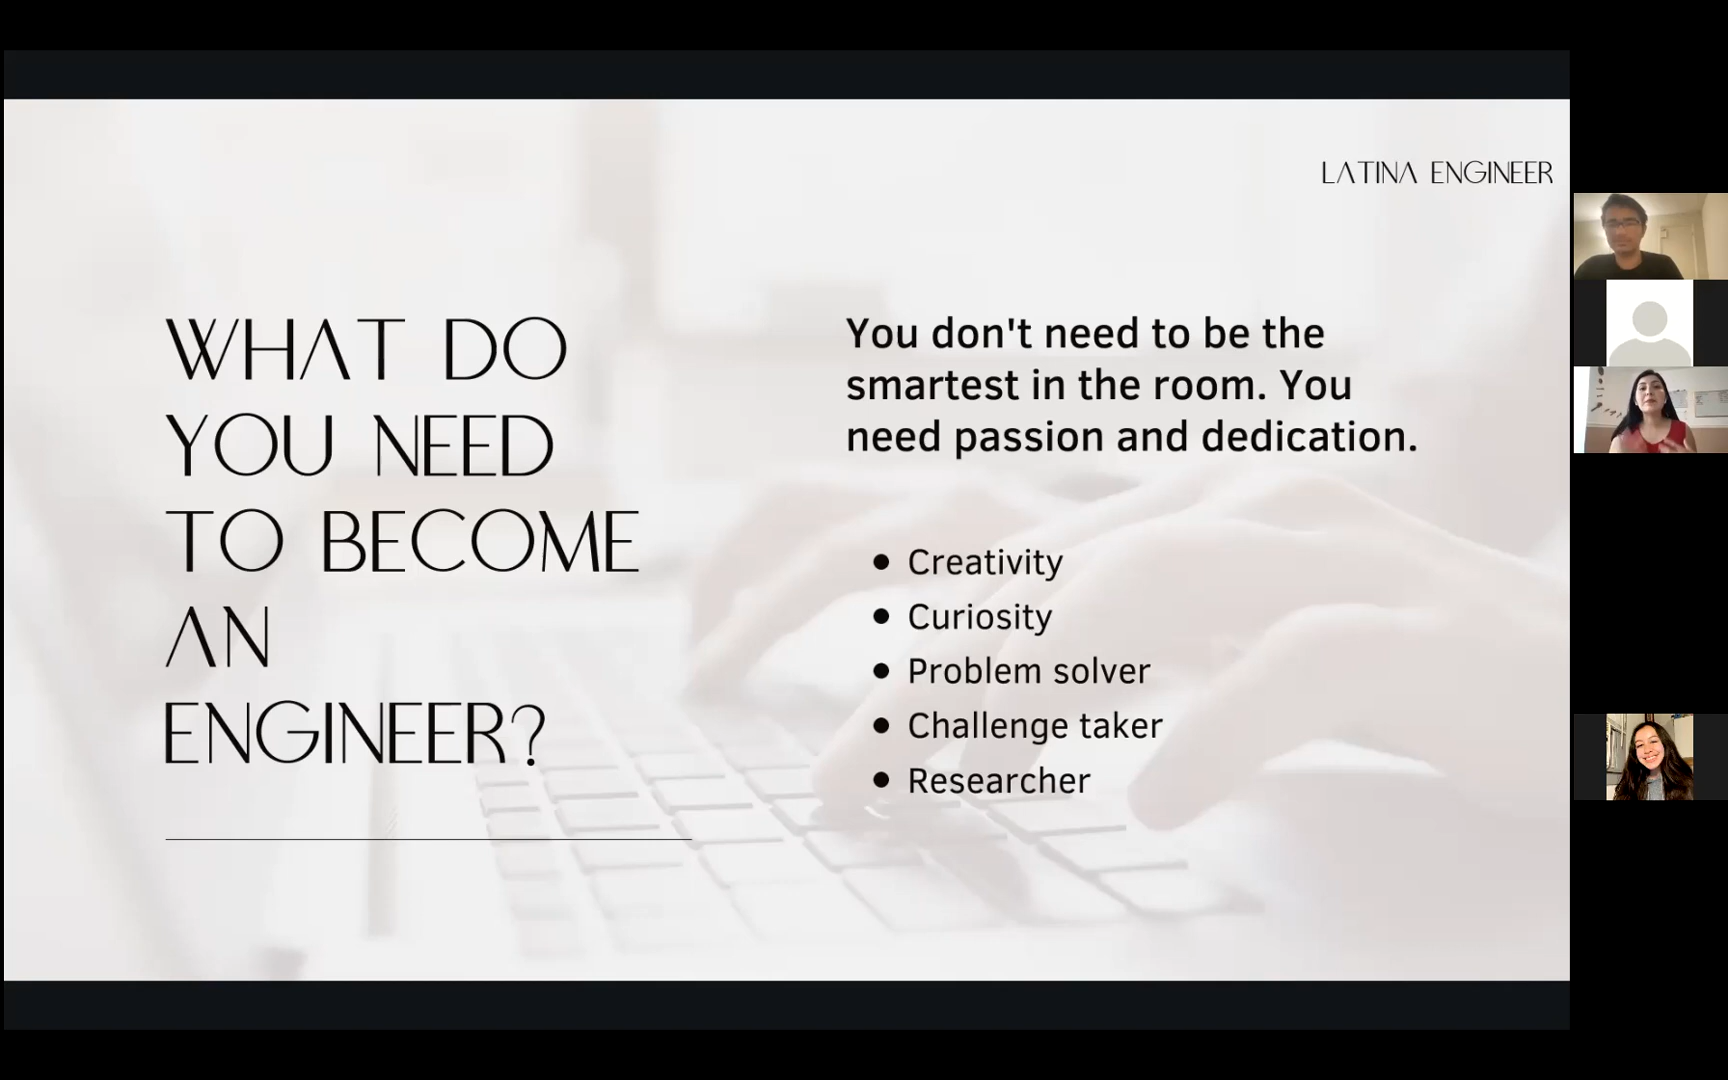 LATINA ENGINEER
WHAT DO
YOU NEED
TO BECOME
AN
ENGINEER?
You don't need to be the
smartest in the room. You
need passion and dedication.
• Creativity
• Curiosity
• Problem solver
• Challenge taker
• Researcher